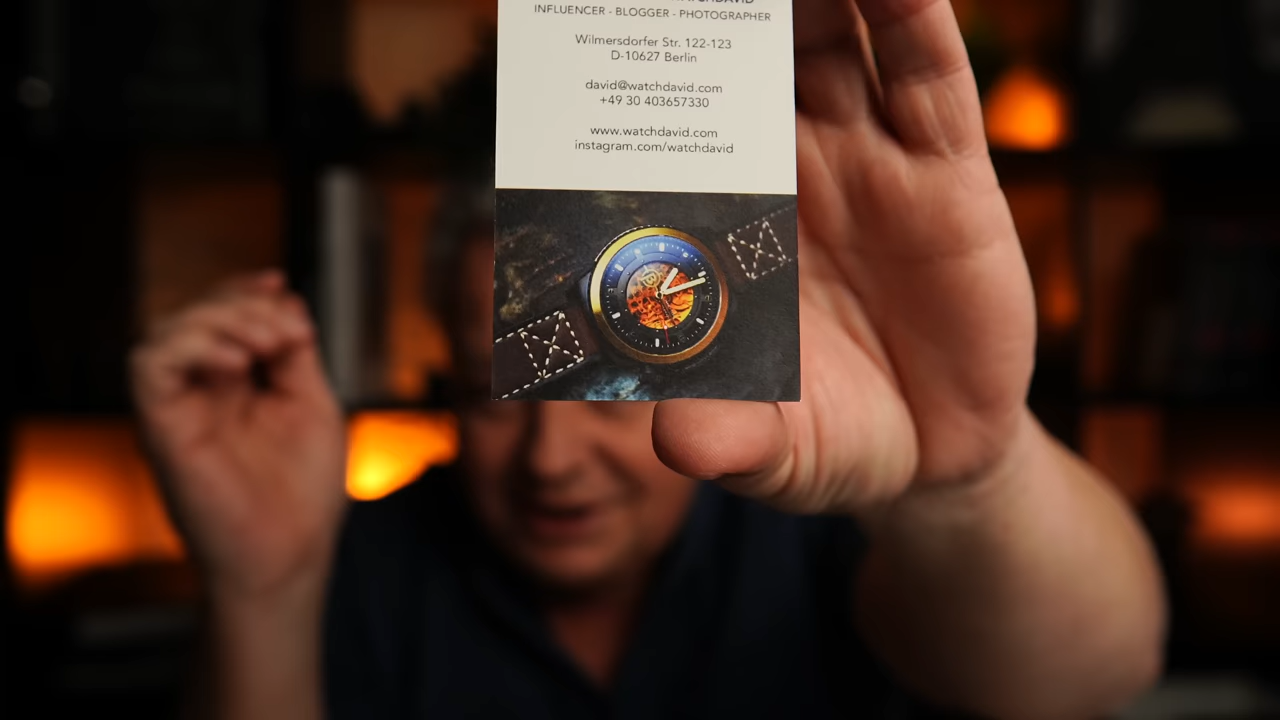 WATCHDAVID
INFLUENCER - BLOGGER - PHOTOGRAPHER
Wilmersdorfer Str. 122-123
D-10627 Berlin
david@watchdavid.com
+49 30 403657330
www.watchdavid.com
instagram.com/watchdavid